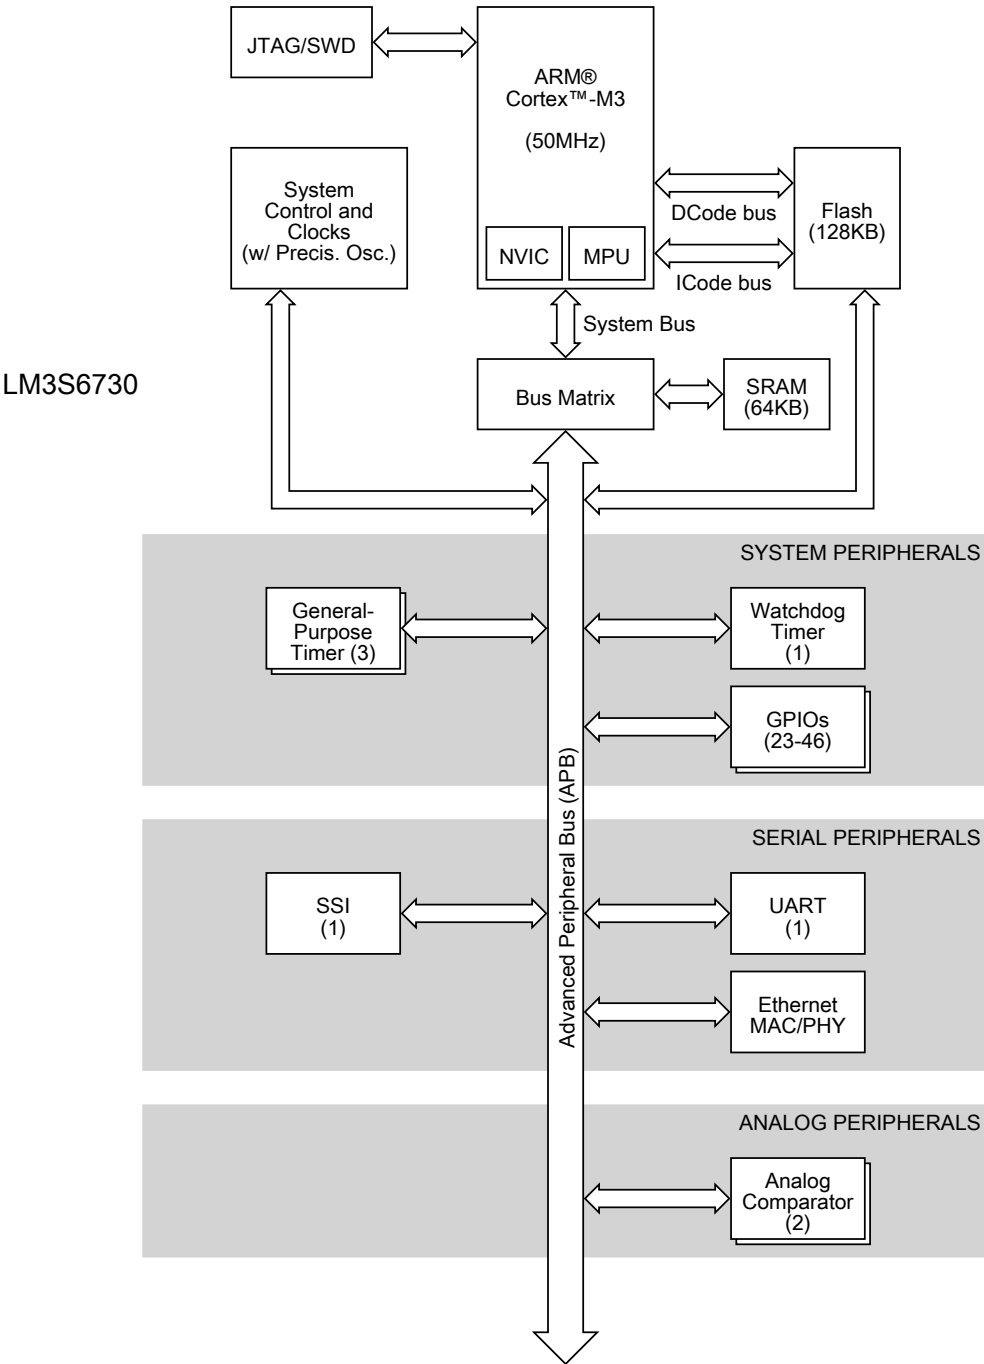 JTAG/SWD
ARM®
Cortex™-M3
(50MHz)
System
Control and
Clocks
(w/ Precis. Osc.)
NVIC
MPU
DCode bus
ICode bus
Flash
(128KB)
System Bus
LM3S6730
Bus Matrix
SRAM
(64KB)
SYSTEM PERIPHERALS
General-
Purpose
Timer (3)
Watchdog
Timer
(1)
GPIOs
(23-46)
Advanced Peripheral Bus (APB)
SERIAL PERIPHERALS
SSI
(1)
UART
(1)
Ethernet
MAC/PHY
ANALOG PERIPHERALS
Analog
Comparator
(2)